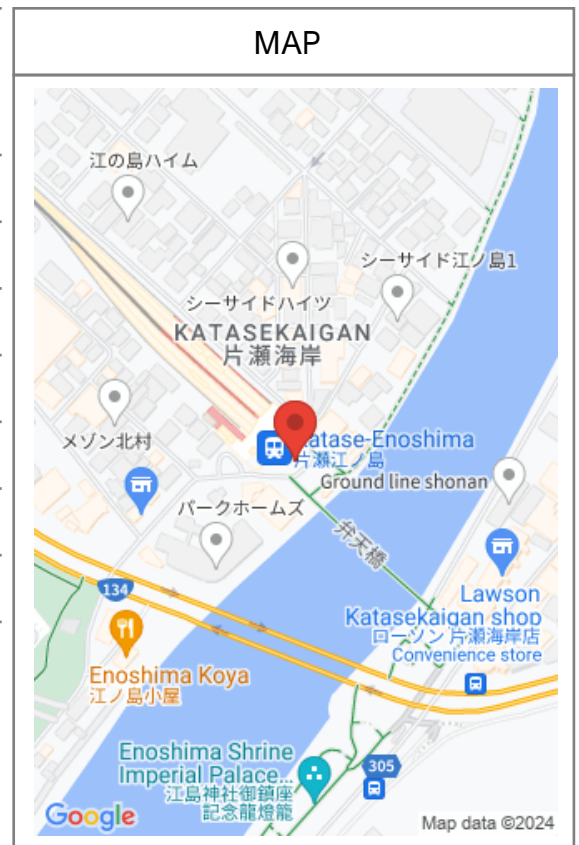 MAP
江の島ハイム
シーサイド江ノ島1
シーサイドハイツ
KATASEKAIGAN
片瀬海岸
メゾン北村
Katase-Enoshima
片瀬江ノ島
Ground line shonan
パークホームズ
弁天橋
134
Lawson
Katasekaigan shop
ローソン 片瀬海岸店
Convenience store
Enoshima Koya
江ノ島小屋
Enoshima Shrine
Imperial Palace...
江島神社御鎮座
記念龍燈籠
305
Google
Map data ©2024